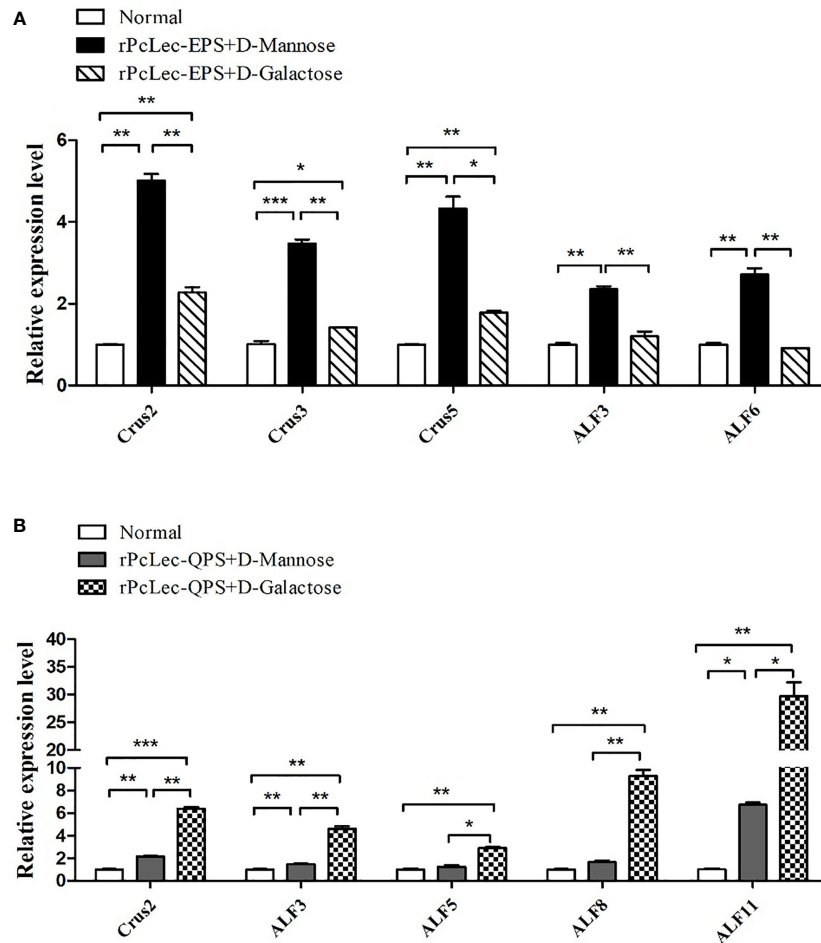 A
Normal
rPcLec-EPS+D-Mannose
rPcLec-EPS+D-Galactose
Relative expression level
6
4
2
0
** ** **
* *** **
** ** *
** **
** **
Crus2 Crus3 Crus5 ALF3 ALF6
B
Normal
rPcLec-QPS+D-Mannose
rPcLec-QPS+D-Galactose
Relative expression level
40
35
30
25
20
10
8
6
4
2
0
*** ** **
** ** **
** *
** **
** * *
Crus2 ALF3 ALF5 ALF8 ALF11